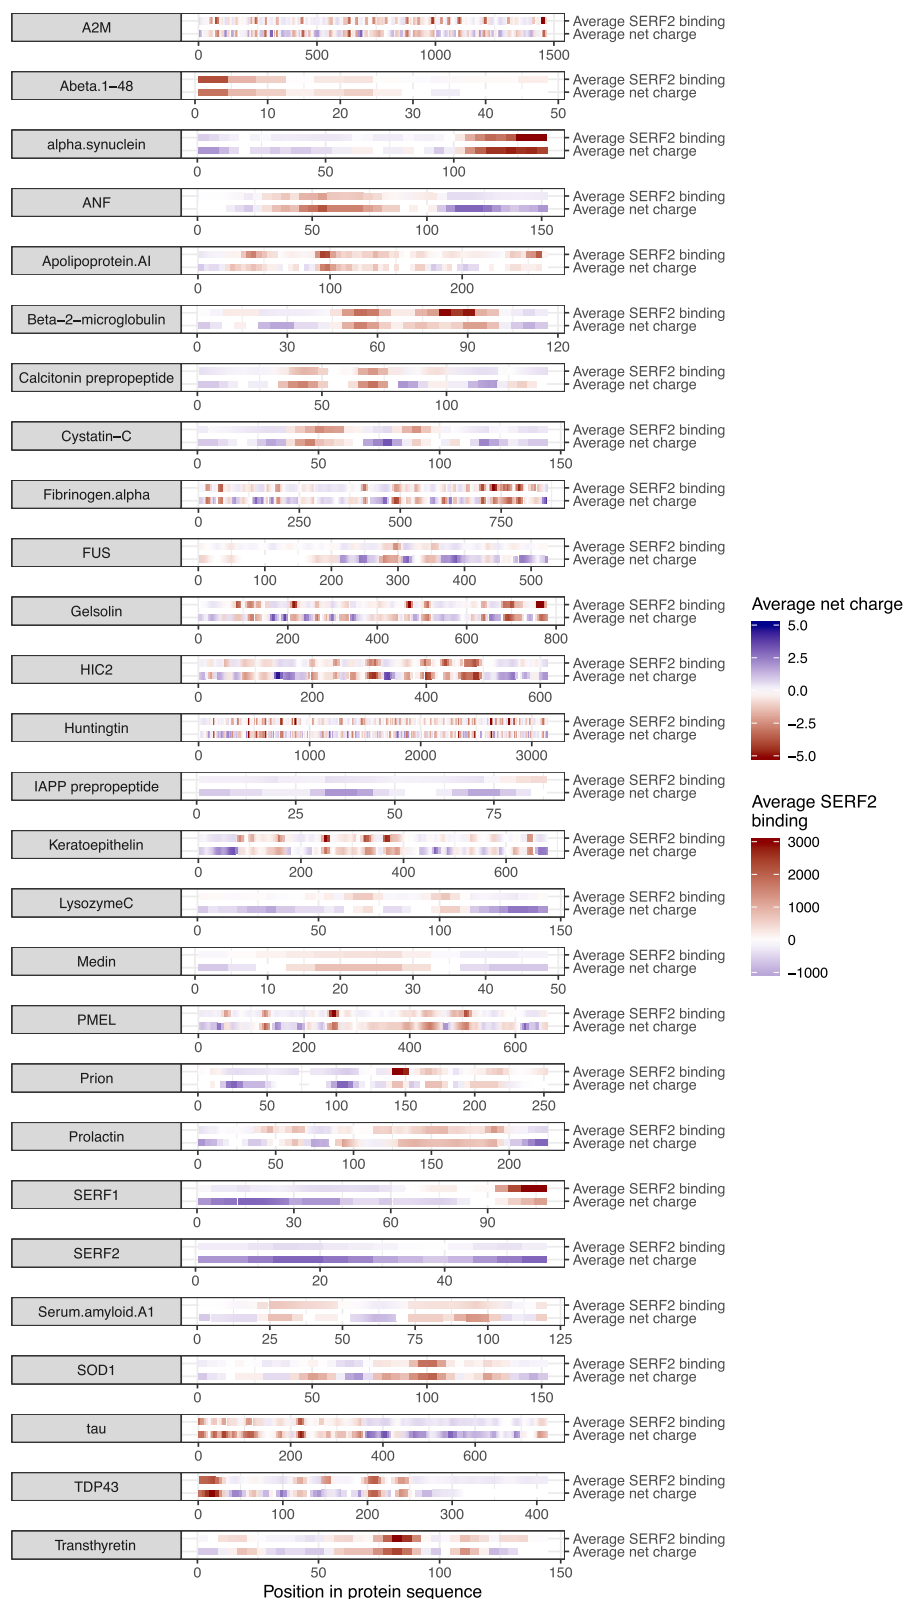 A2M
Average SERF2 binding
Average net charge
0 500 1000 1500
Abeta.1−48
Average SERF2 binding
Average net charge
0 10 20 30 40 50
alpha.synuclein
Average SERF2 binding
Average net charge
0 50 100
ANF
Average SERF2 binding
Average net charge
0 50 100 150
Apolipoprotein.AI
Average SERF2 binding
Average net charge
0 100 200
Beta−2−microglobulin
Average SERF2 binding
Average net charge
0 30 60 90 120
Calcitonin prepropeptide
Average SERF2 binding
Average net charge
0 50 100
Cystatin−C
Average SERF2 binding
Average net charge
0 50 100 150
Fibrinogen.alpha
Average SERF2 binding
Average net charge
0 250 500 750
FUS
Average SERF2 binding
Average net charge
0 100 200 300 400 500
Gelsolin
Average SERF2 binding
Average net charge
0 200 400 600 800
HIC2
Average SERF2 binding
Average net charge
0 200 400 600
Huntingtin
Average SERF2 binding
Average net charge
0 1000 2000 3000
IAPP prepropeptide
Average SERF2 binding
Average net charge
0 25 50 75
Keratoepithelin
Average SERF2 binding
Average net charge
0 200 400 600
LysozymeC
Average SERF2 binding
Average net charge
0 50 100 150
Medin
Average SERF2 binding
Average net charge
0 10 20 30 40 50
PMEL
Average SERF2 binding
Average net charge
0 200 400 600
Prion
Average SERF2 binding
Average net charge
0 50 100 150 200 250
Prolactin
Average SERF2 binding
Average net charge
0 50 100 150 200
SERF1
Average SERF2 binding
Average net charge
0 30 60 90
SERF2
Average SERF2 binding
Average net charge
0 20 40
Serum.amyloid.A1
Average SERF2 binding
Average net charge
0 25 50 75 100 125
SOD1
Average SERF2 binding
Average net charge
0 50 100 150
tau
Average SERF2 binding
Average net charge
0 200 400 600
TDP43
Average SERF2 binding
Average net charge
0 100 200 300 400
Transthyretin
Average SERF2 binding
Average net charge
0 50 100 150
Position in protein sequence
Average net charge
5.0
2.5
0.0
−2.5
−5.0
Average SERF2
binding
3000
2000
1000
0
−1000